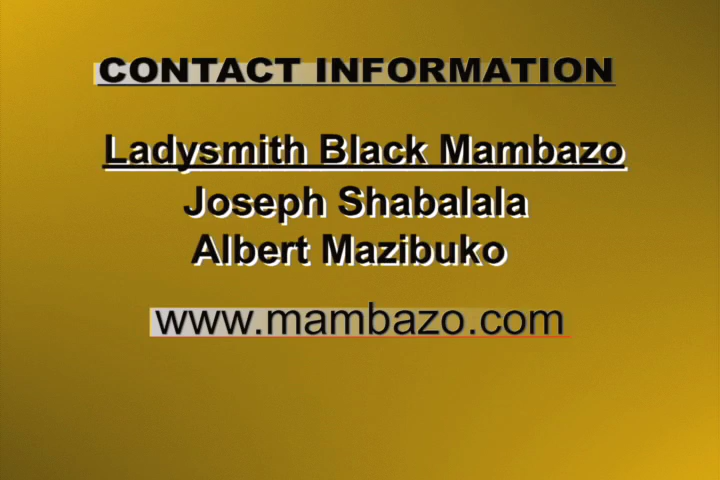 CONTACT INFORMATION
Ladysmith Black Mambazo
Joseph Shabalala
Albert Mazibuko
www.mambazo.com